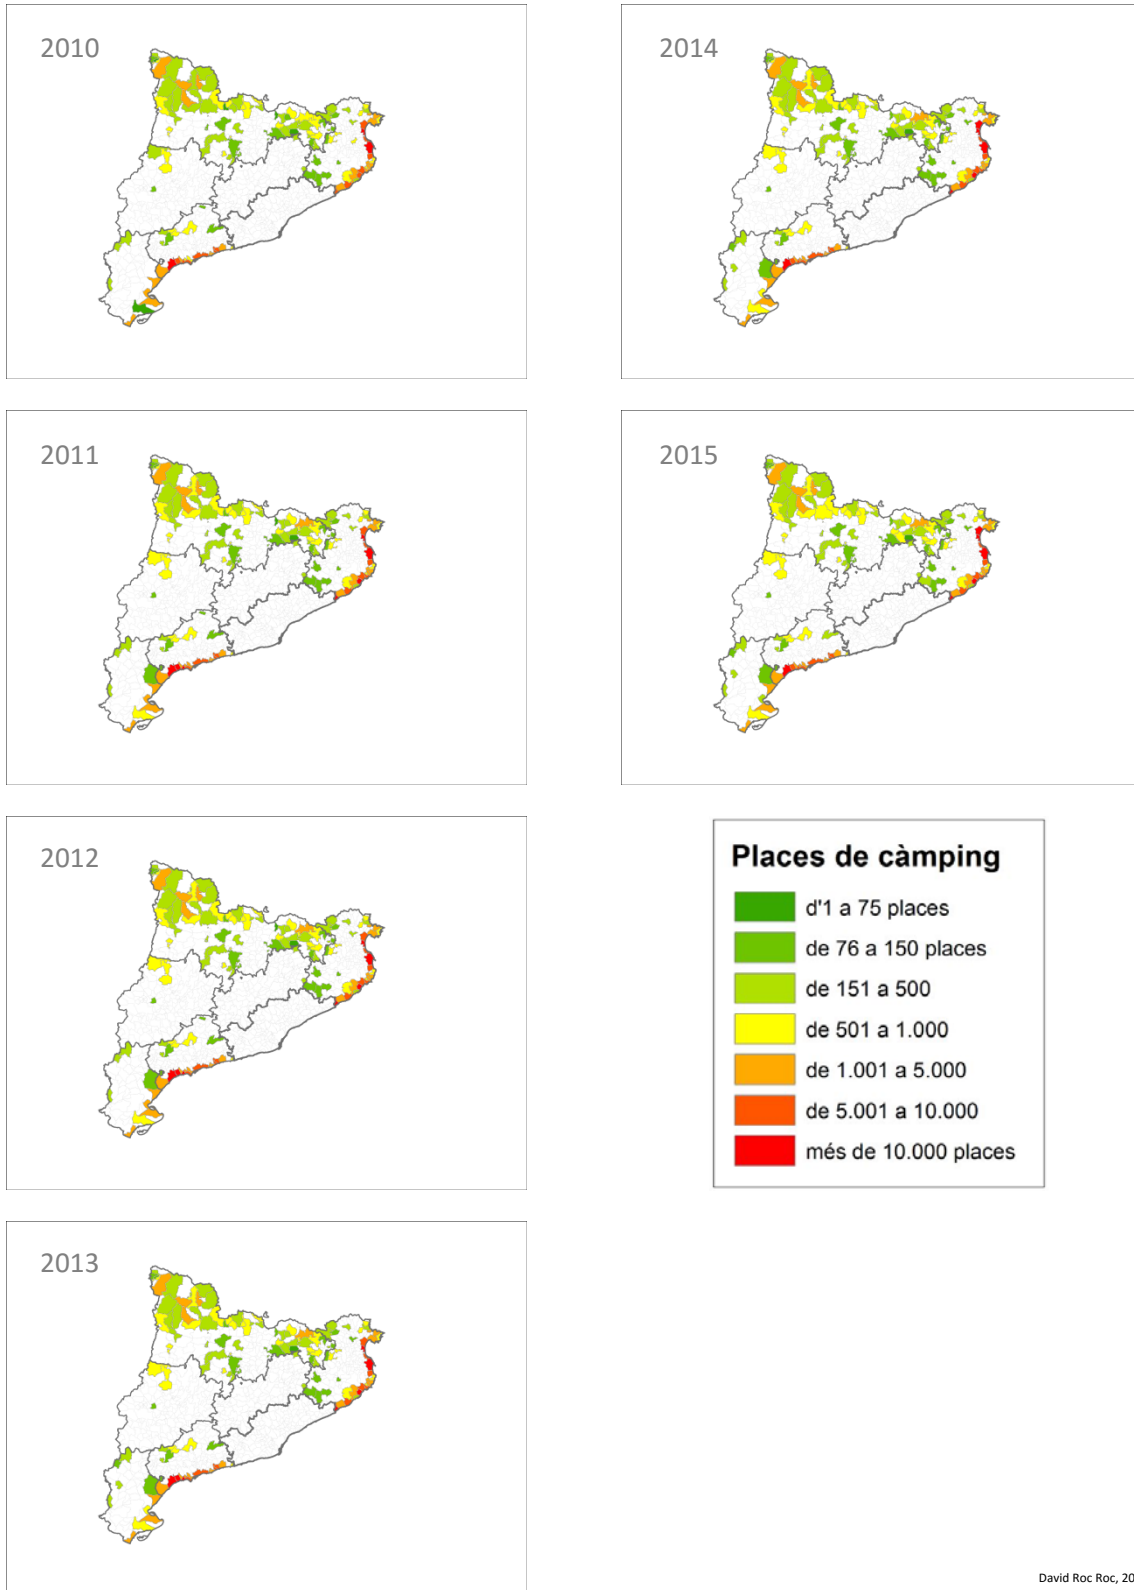 2010
2014
2011
2015
2012
Places de càmping
d'1 a 75 places
de 76 a 150 places
de 151 a 500
de 501 a 1.000
de 1.001 a 5.000
de 5.001 a 10.000
més de 10.000 places
2013
David Roc Roc, 20